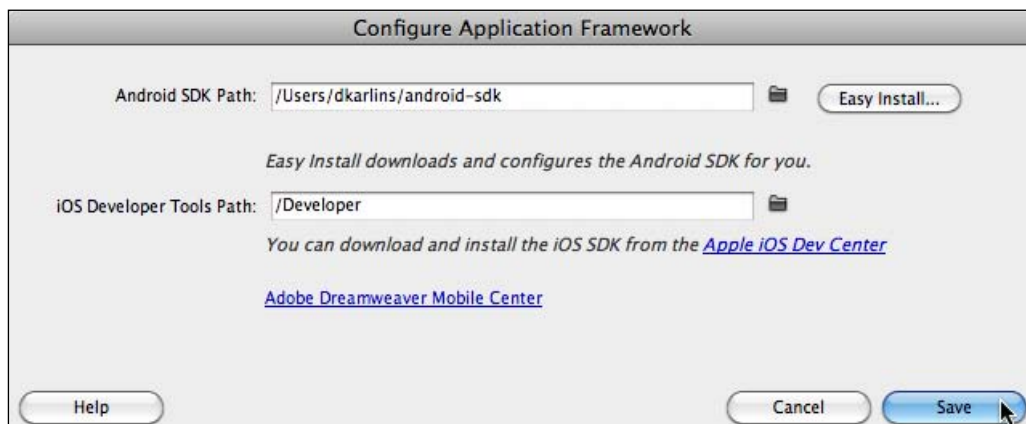 Configure Application Framework
Android SDK Path: /Users/dkarlins/android-sdk Easy Install...
Easy Install downloads and configures the Android SDK for you.
iOS Developer Tools Path: /Developer
You can download and install the iOS SDK from the Apple iOS Dev Center
Adobe Dreamweaver Mobile Center
Help Cancel Save